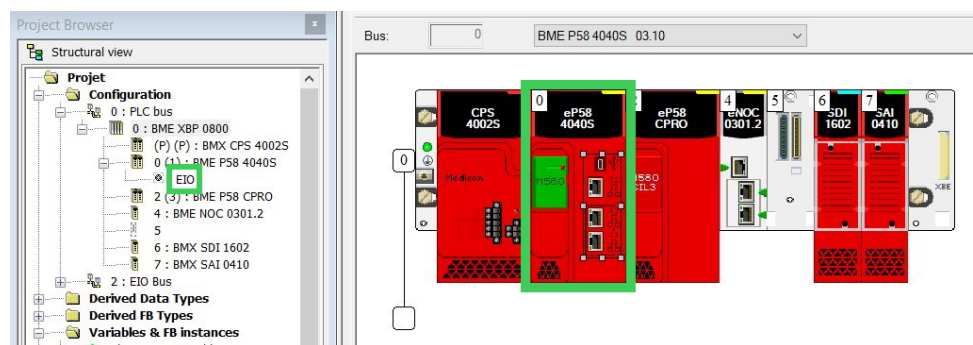 Project Browser
Structural view
Projet
Configuration
0 : PLC bus
0 : BME XBP 0800
(P) (P) : BMX CPS 4002S
0 (1) : BME P58 4040S
EIO
2 (3) : BME P58 CPRO
4 : BME NOC 0301.2
5
6 : BMX SDI 1602
7 : BMX SAI 0410
2 : EIO Bus
Derived Data Types
Derived FB Types
Variables & FB instances
Bus: 0 BME P58 4040S 03.10
0
CPS
4002S
Modicon
0
eP58
4040S
M580
2
eP58
CPRO
M580
SIL3
4
eNOC
0301.2
5
6
SDI
1602
7
SAI
0410
XBE